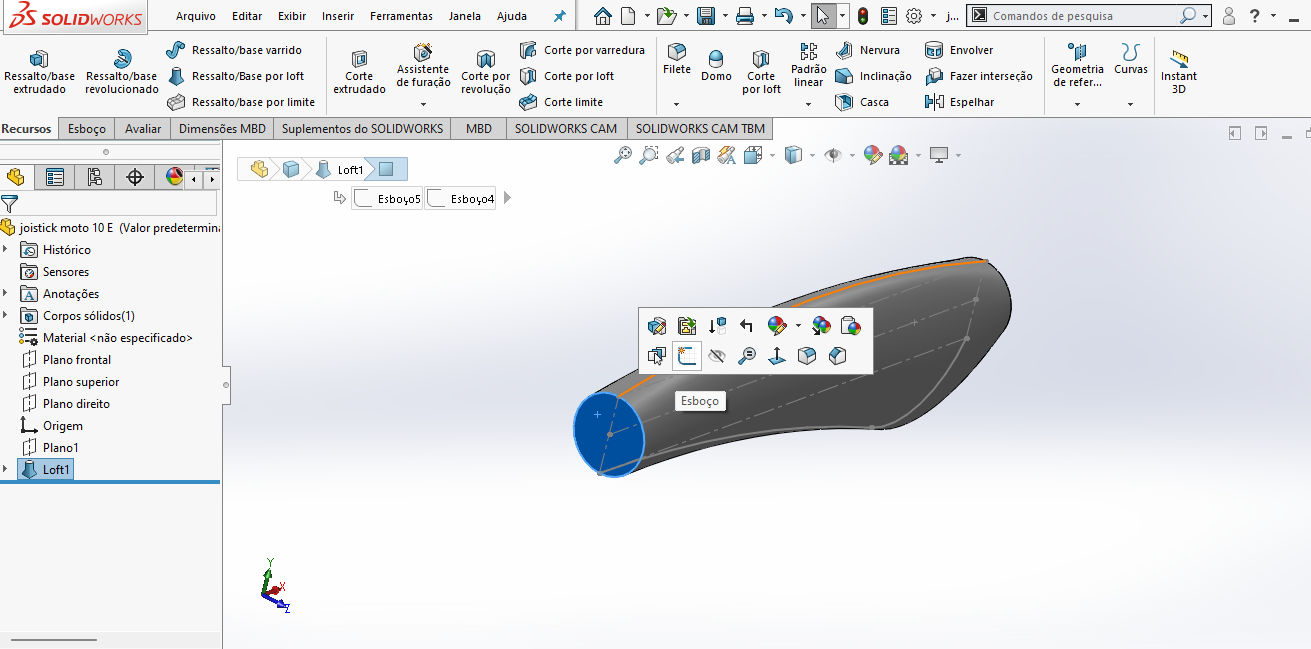 SOLIDWORKS
Arquivo Editar Exibir Inserir Ferramentas Janela Ajuda
j...
Comandos de pesquisa
?
Ressalto/base extrudado
Ressalto/base revolucionado
Ressalto/base varrido
Ressalto/Base por loft
Ressalto/base por limite
Corte extrudado
Assistente de furação
Corte por revolução
Corte por varredura
Corte por loft
Corte limite
Filete
Domo
Corte por loft
Padrão linear
Nervura
Inclinação
Casca
Envolver
Fazer interseção
Espelhar
Geometria de refer...
Curvas
Instant 3D
Recursos Esboço Avaliar Dimensões MBD Suplementos do SOLIDWORKS MBD SOLIDWORKS CAM SOLIDWORKS CAM TBM
Loft1
Esboço5 Esboço4
joistick moto 10 E (Valor predetermina
Histórico
Sensores
Anotações
Corpos sólidos(1)
Material <não especificado>
Plano frontal
Plano superior
Plano direito
Origem
Plano1
Loft1
Esboço
Y
X
Z